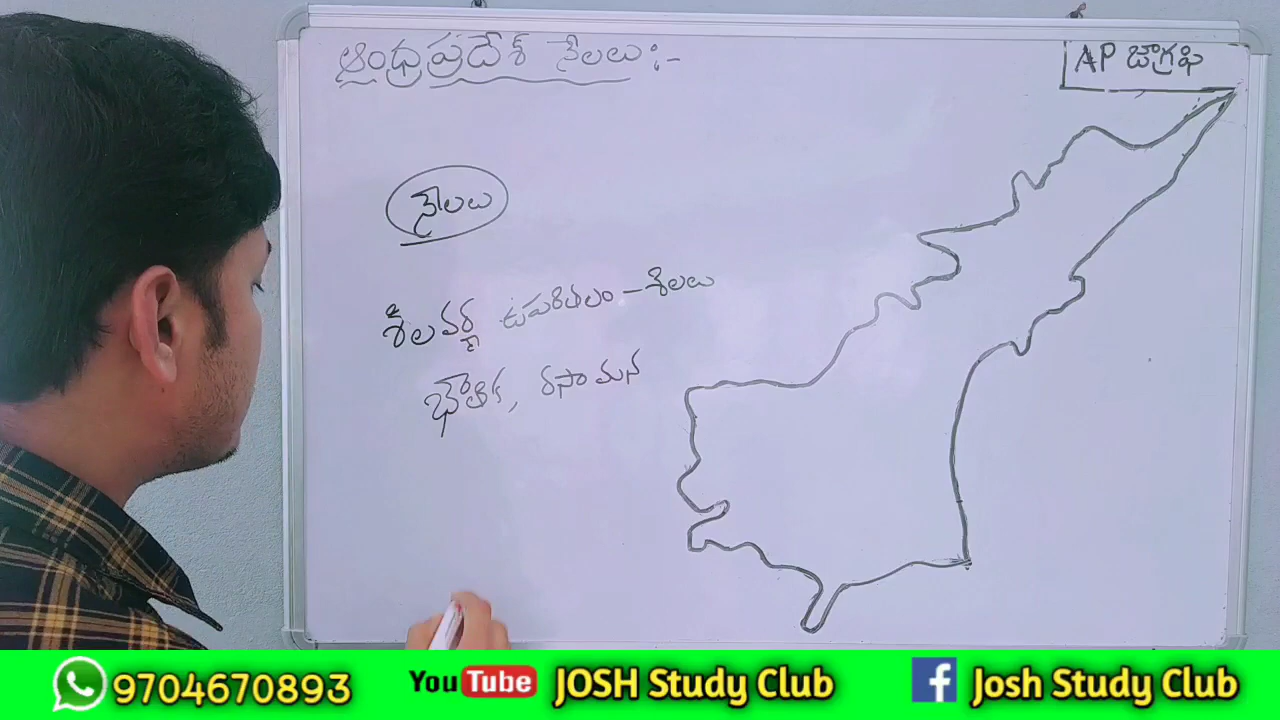 ఆంధ్రప్రదేశ్ నేలలు :-
AP జాగ్రఫి
నేలలు
శీలవర్ణ ఉపరితలం - శిలలు
భౌతిక, రసాయన
9704670893 YouTube JOSH Study Club Josh Study Club